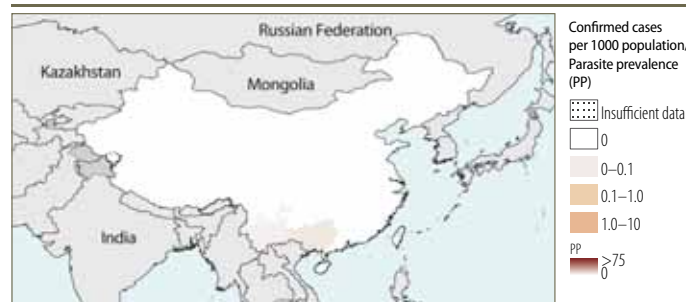 Russian Federation
Kazakhstan
Mongolia
India
Confirmed cases
per 1000 population,
Parasite prevalence
(PP)
Insufficient data
0
0–0.1
0.1–1.0
1.0–10
PP
>75
0